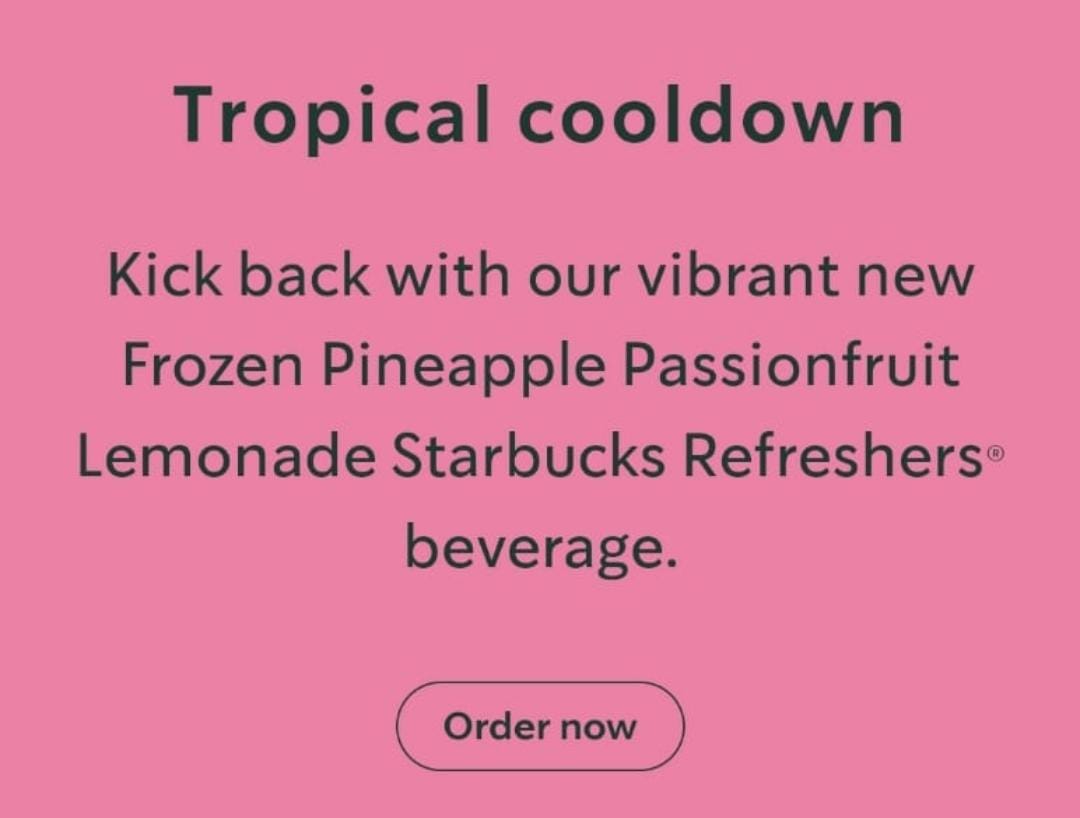 Tropical cooldown
Kick back with our vibrant new
Frozen Pineapple Passionfruit
Lemonade Starbucks Refreshers®
beverage.
Order now